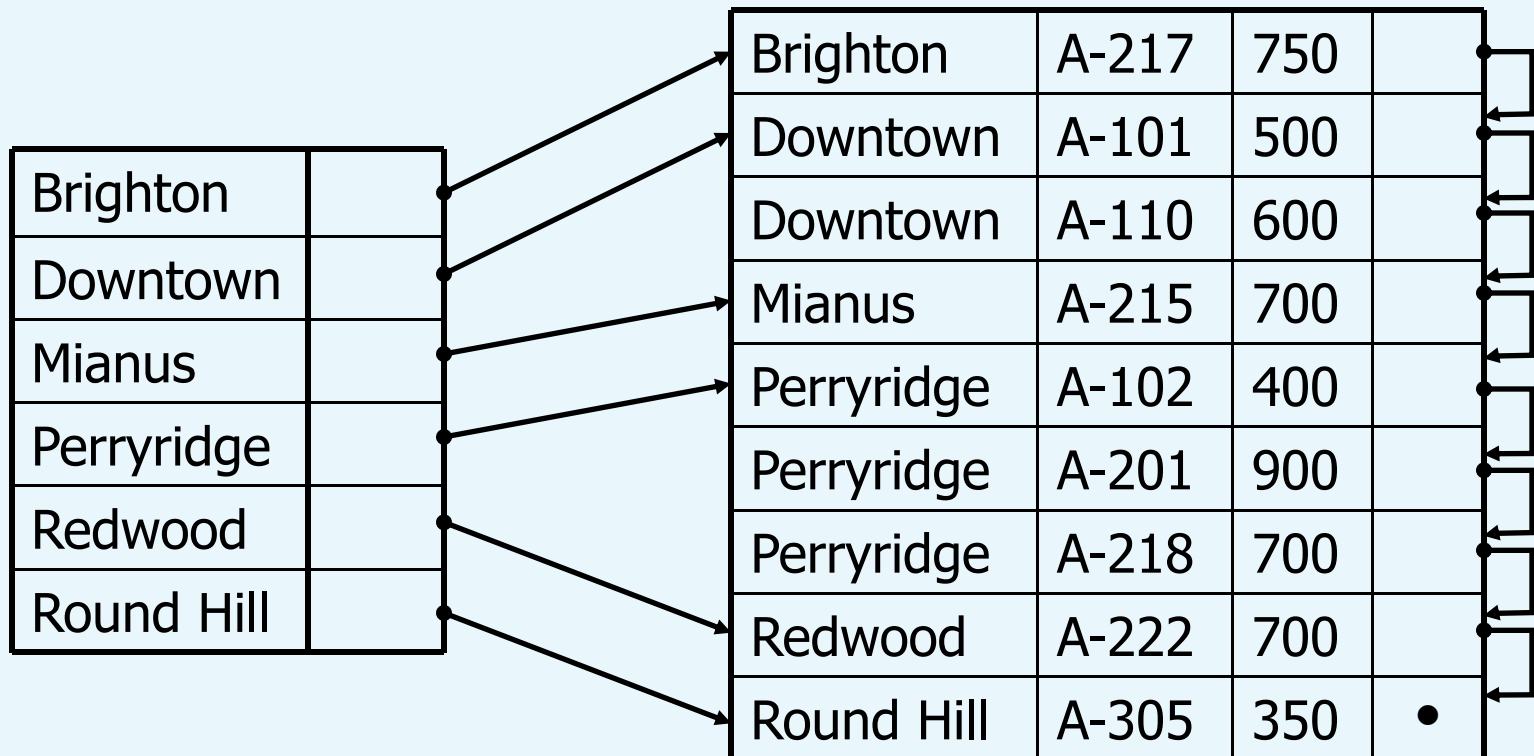 Brighton
Downtown
Mianus
Perryridge
Redwood
Round Hill
Brighton A-217 750
Downtown A-101 500
Downtown A-110 600
Mianus A-215 700
Perryridge A-102 400
Perryridge A-201 900
Perryridge A-218 700
Redwood A-222 700
Round Hill A-305 350